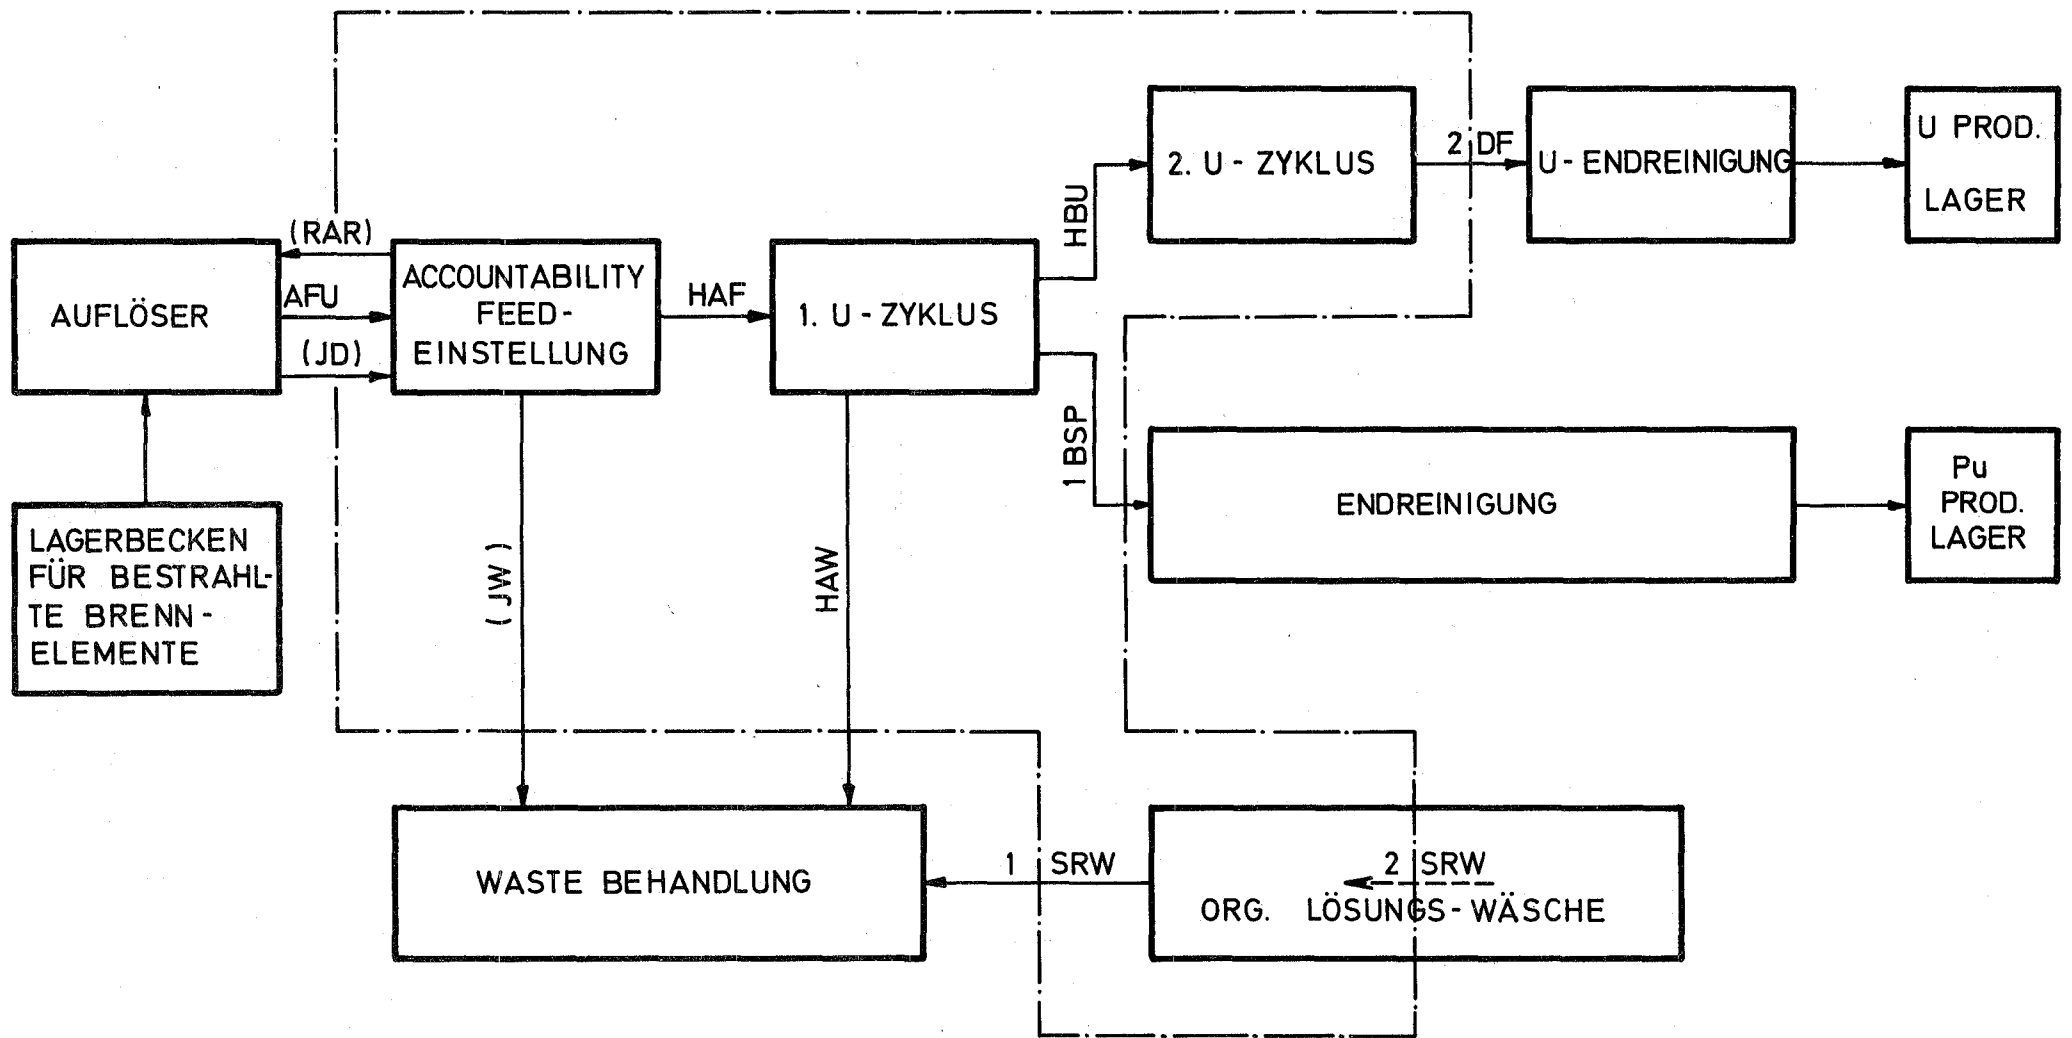 2 DF
2. U - ZYKLUS
U - ENDREINIGUNG
U PROD.
LAGER
HBU
(RAR)
AFU
(JD)
AUFLÖSER
ACCOUNTABILITY
FEED-
EINSTELLUNG
HAF
1. U - ZYKLUS
1 BSP
ENDREINIGUNG
Pu
PROD.
LAGER
LAGERBECKEN
FÜR BESTRAHL-
TE BRENN-
ELEMENTE
(JW)
HAW
WASTE BEHANDLUNG
1 SRW
2 SRW
ORG. LÖSUNGS-WÄSCHE